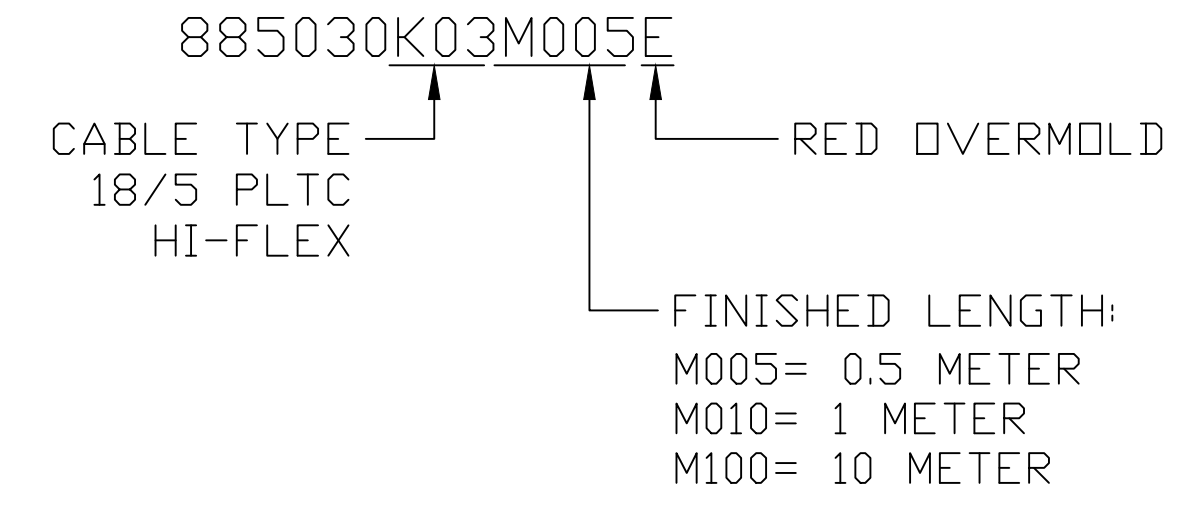 885030K03M005E
CABLE TYPE
18/5 PLTC
HI-FLEX
RED OVERMOLD
FINISHED LENGTH:
M005= 0.5 METER
M010= 1 METER
M100= 10 METER